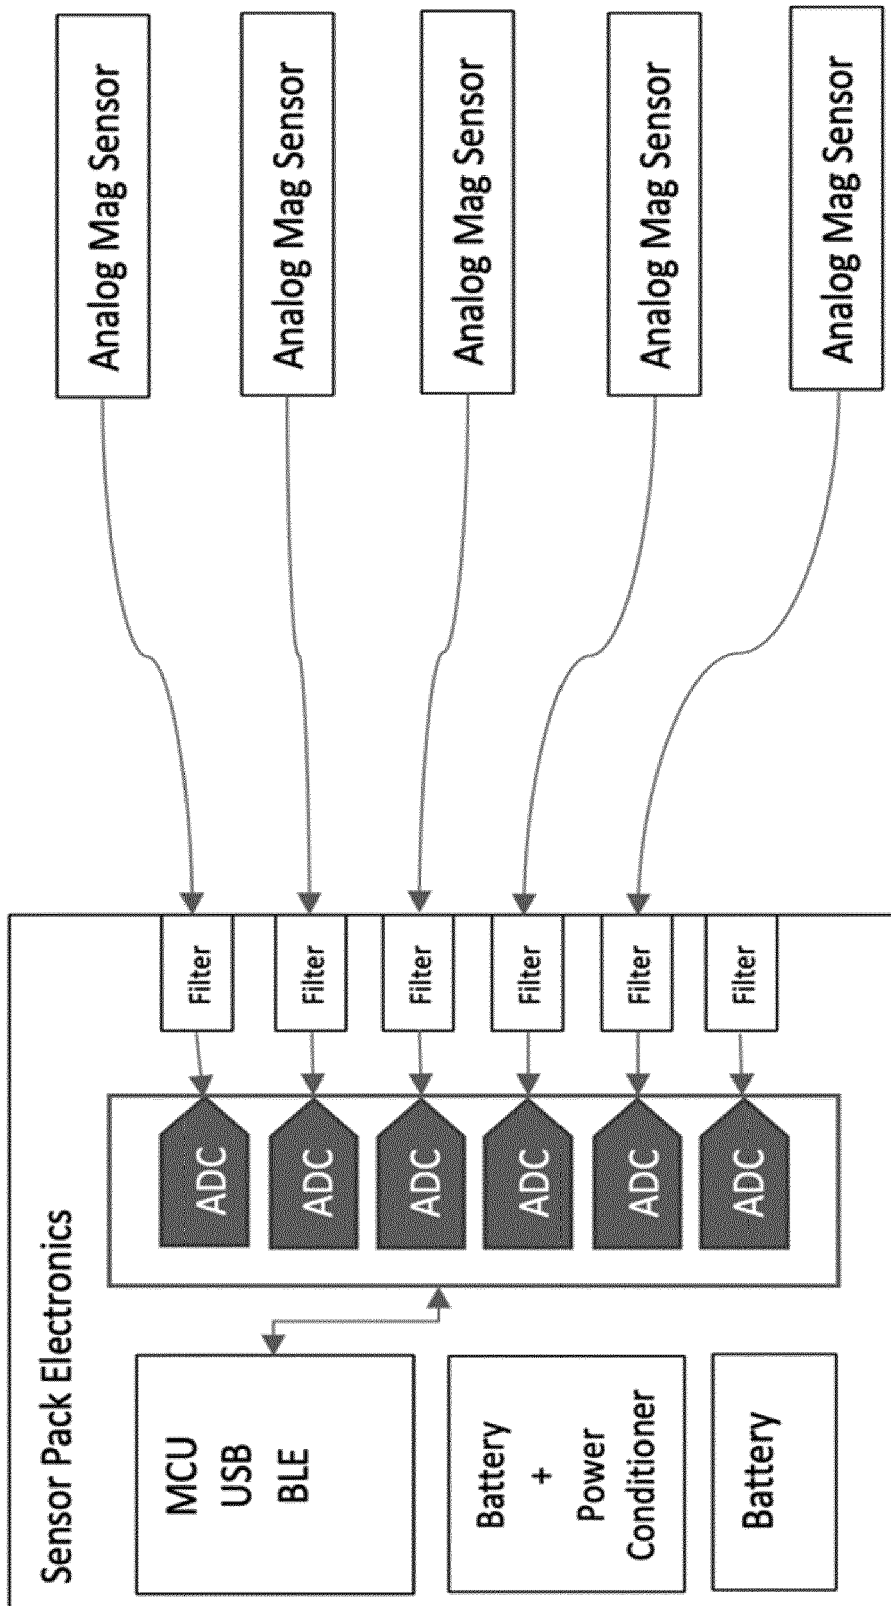 Sensor Pack Electronics
MCU
USB
BLE
Battery
+
Power
Conditioner
Battery
ADC
ADC
ADC
ADC
ADC
ADC
Filter
Filter
Filter
Filter
Filter
Filter
Analog Mag Sensor
Analog Mag Sensor
Analog Mag Sensor
Analog Mag Sensor
Analog Mag Sensor